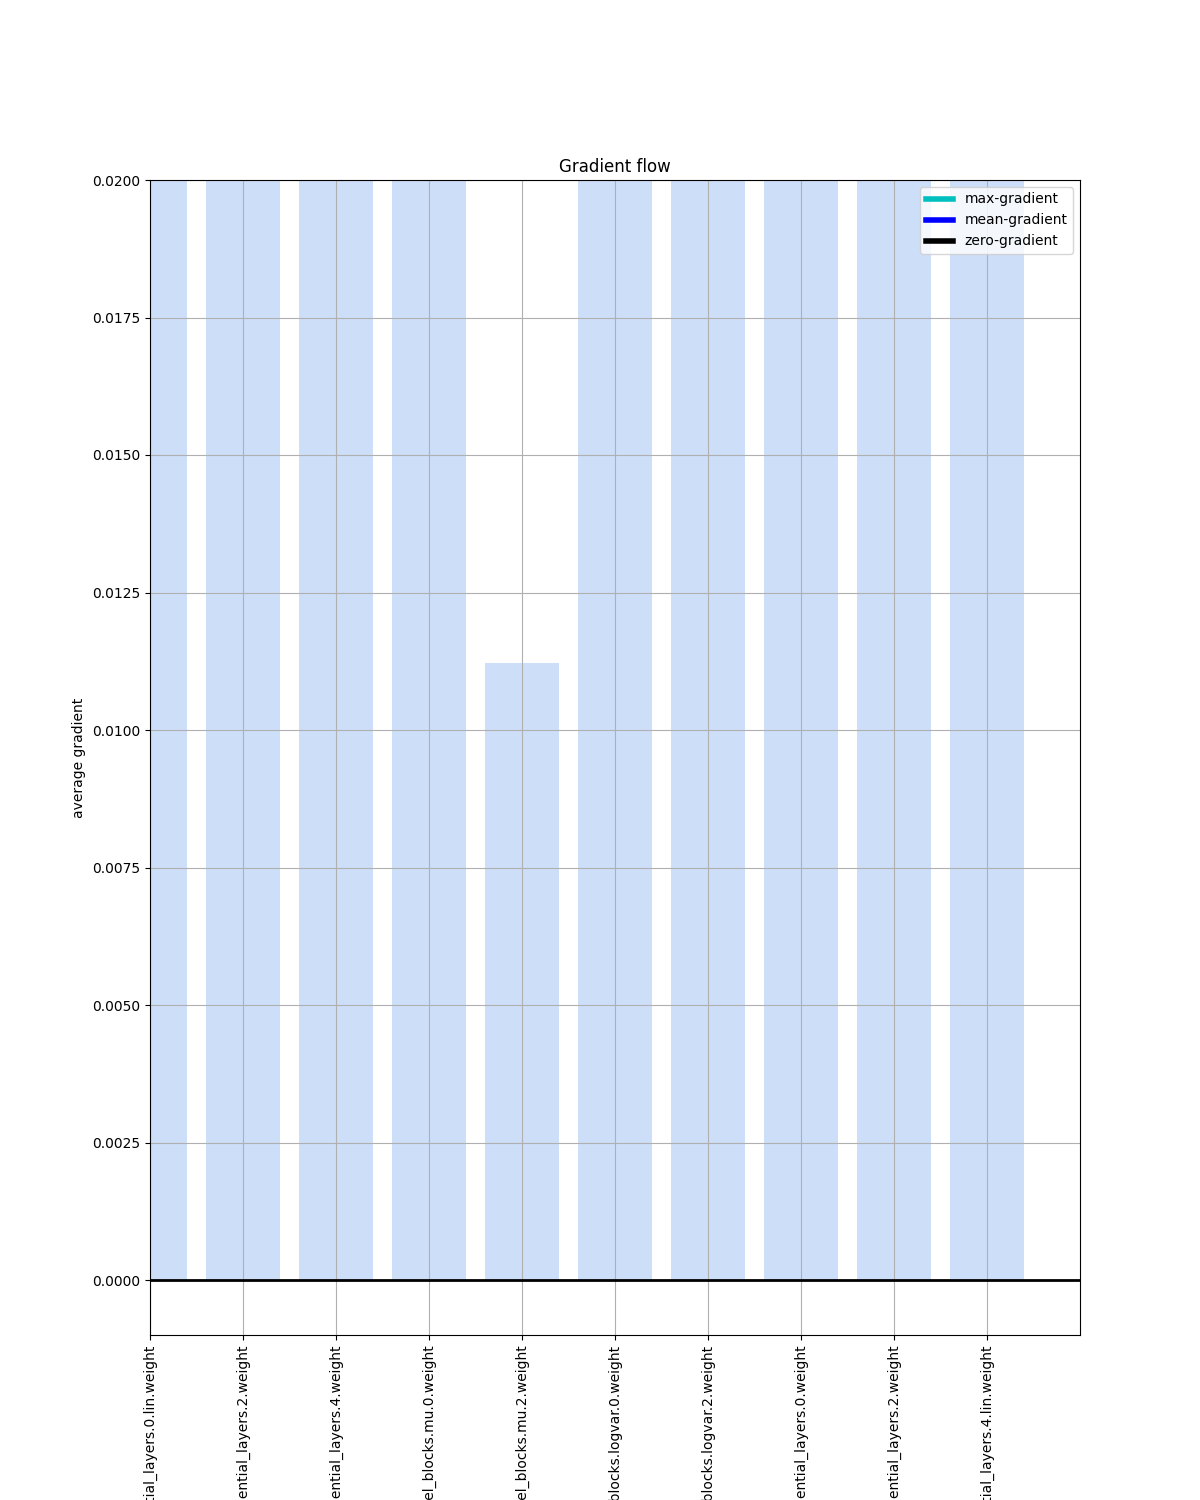 Gradient flow
max-gradient
mean-gradient
zero-gradient
0.0200
0.0175
0.0150
0.0125
0.0100
0.0075
0.0050
0.0025
0.0000
average gradient
tial_layers.0.lin.weight
ential_layers.2.weight
ential_layers.4.weight
el_blocks.mu.0.weight
el_blocks.mu.2.weight
blocks.logvar.0.weight
blocks.logvar.2.weight
ential_layers.0.weight
ential_layers.2.weight
tial_layers.4.lin.weight